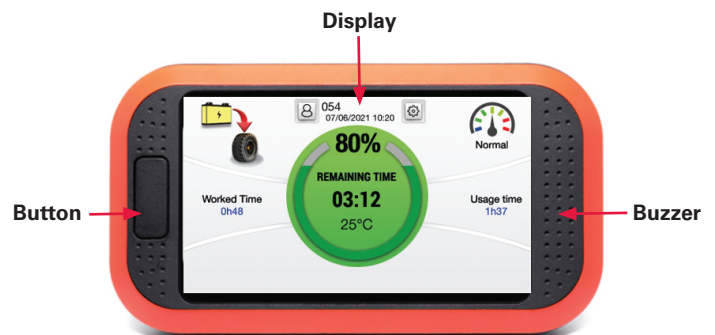 Display
054
07/06/2021 10:20
80%
Normal
REMAINING TIME
03:12
25°C
Worked Time
0h48
Usage time
1h37
Button
Buzzer